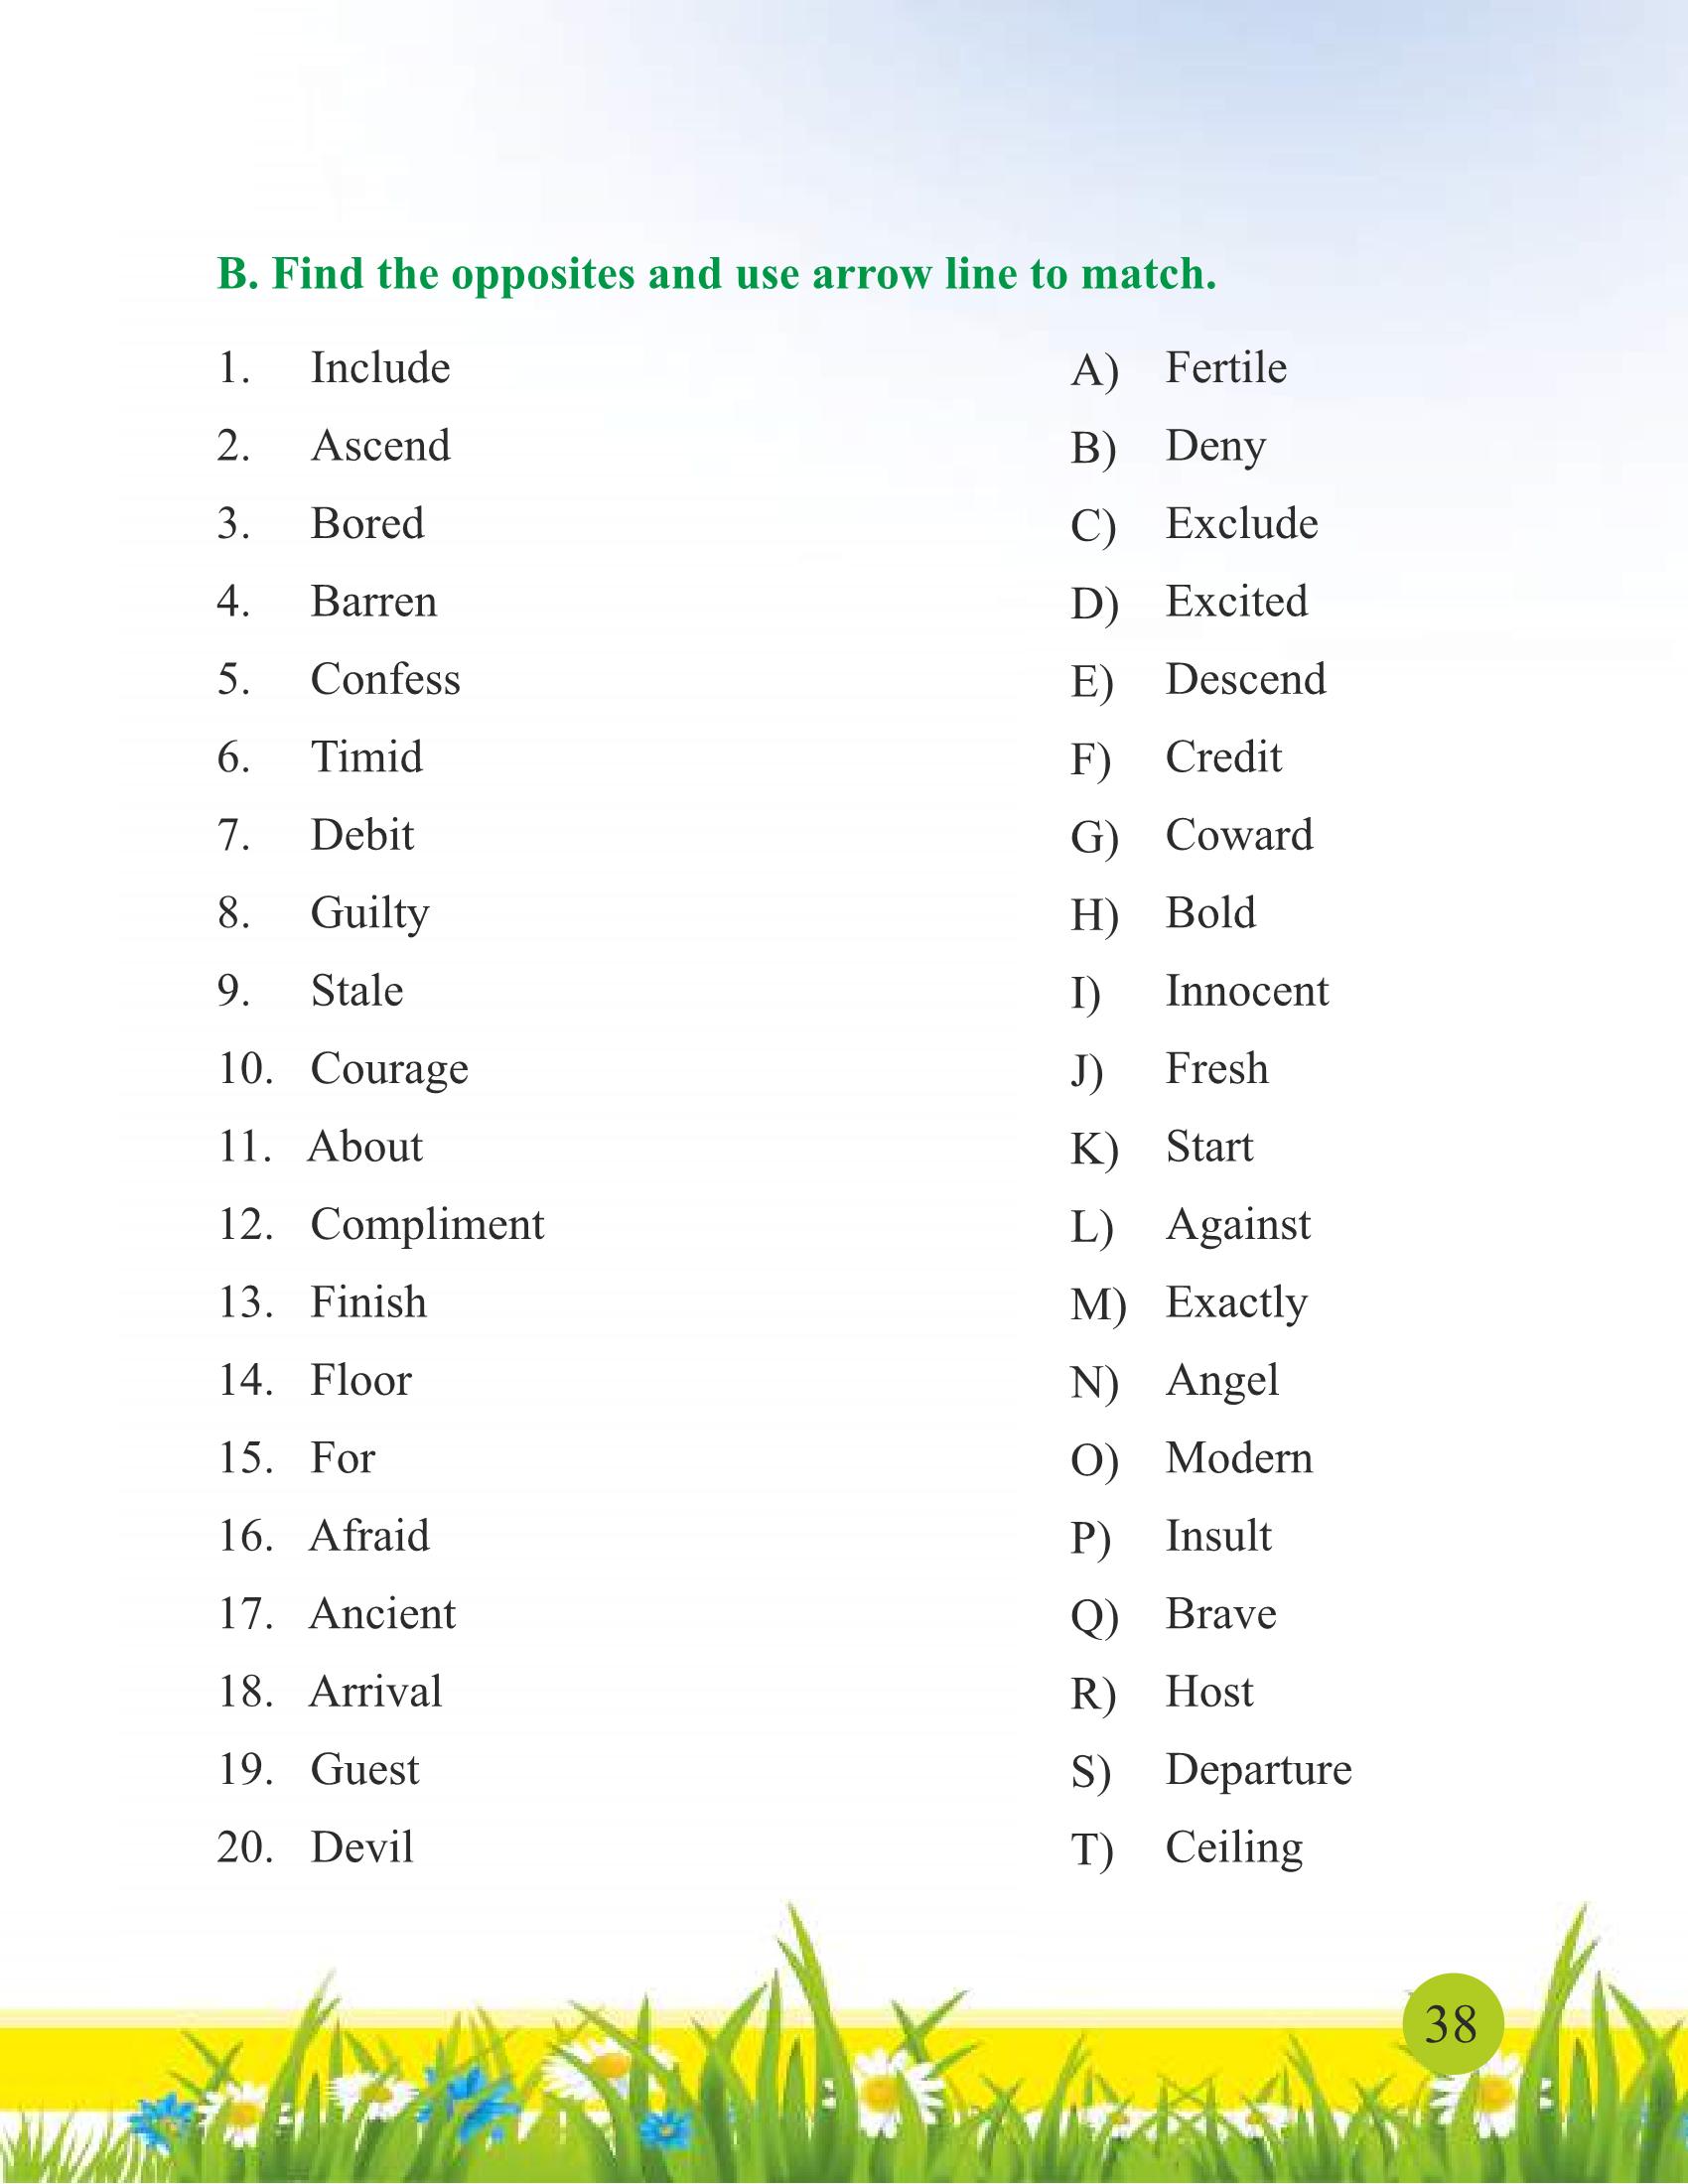 B. Find the opposites and use arrow line to match.
1. Include A) Fertile
2. Ascend B) Deny
3. Bored C) Exclude
4. Barren D) Excited
5. Confess E) Descend
6. Timid F) Credit
7. Debit G) Coward
8. Guilty H) Bold
9. Stale I) Innocent
10. Courage J) Fresh
11. About K) Start
12. Compliment L) Against
13. Finish M) Exactly
14. Floor N) Angel
15. For O) Modern
16. Afraid P) Insult
17. Ancient Q) Brave
18. Arrival R) Host
19. Guest S) Departure
20. Devil T) Ceiling
38